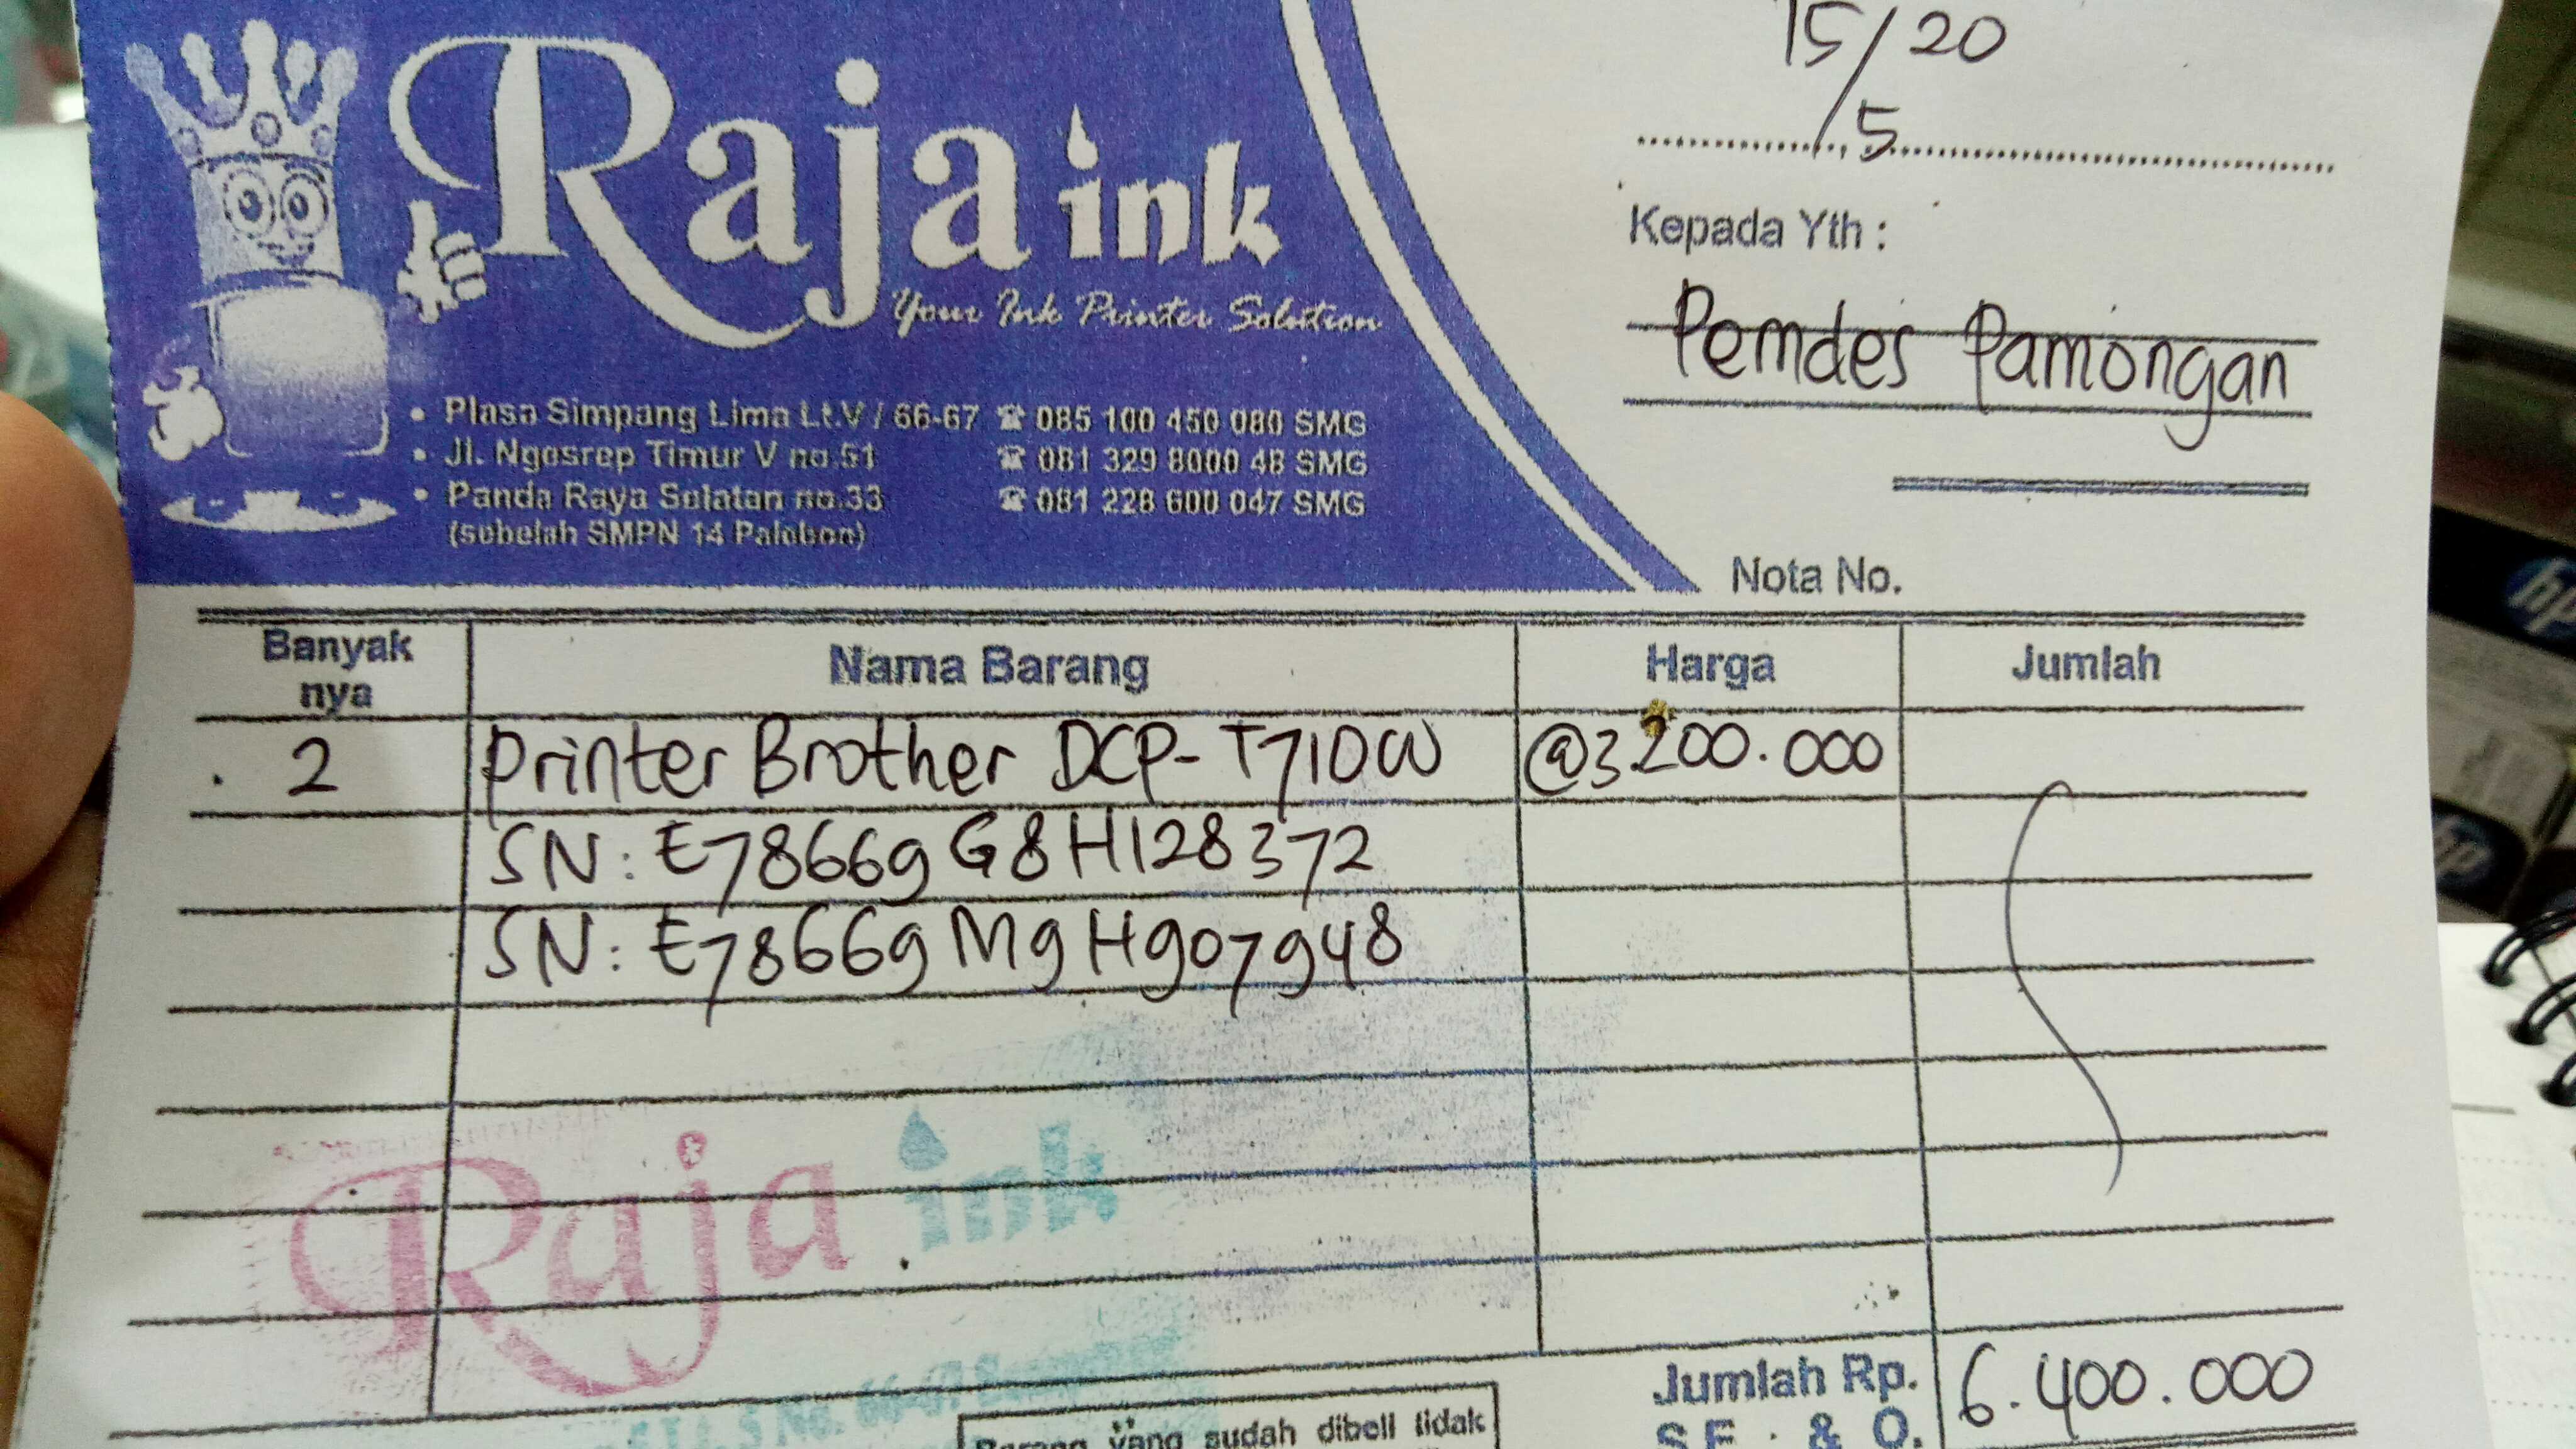 15/5 20
Raja ink
Your Ink Printer Solution
• Plasa Simpang Lima Lt.V / 66-67 ☎ 085 100 450 080 SMG
• Jl. Ngesrep Timur V no.51 ☎ 081 329 8000 48 SMG
• Panda Raya Selatan no.33 ☎ 081 228 600 047 SMG
(sebelah SMPN 14 Palebon)
Kepada Yth :
Pemdes Pamongan
Nota No.
Banyak nya Nama Barang Harga Jumlah
2 Printer Brother DCP-T710W @3.200.000
SN: E78669G8H128372
SN: E78669M9H907948
Raja ink
Jumlah Rp. 6.400.000
Barang yang sudah dibeli tidak
S.E. & O.
hp
hp